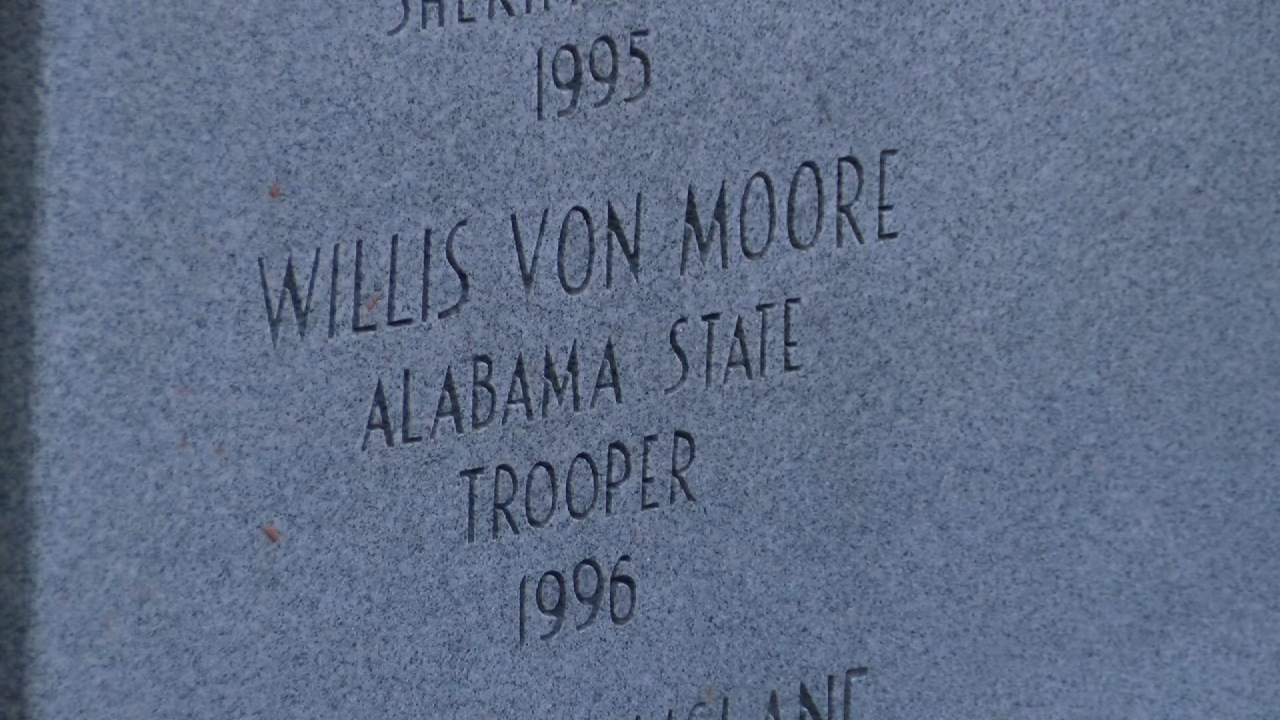 1995
WILLIS VON MOORE
ALABAMA STATE
TROOPER
1996